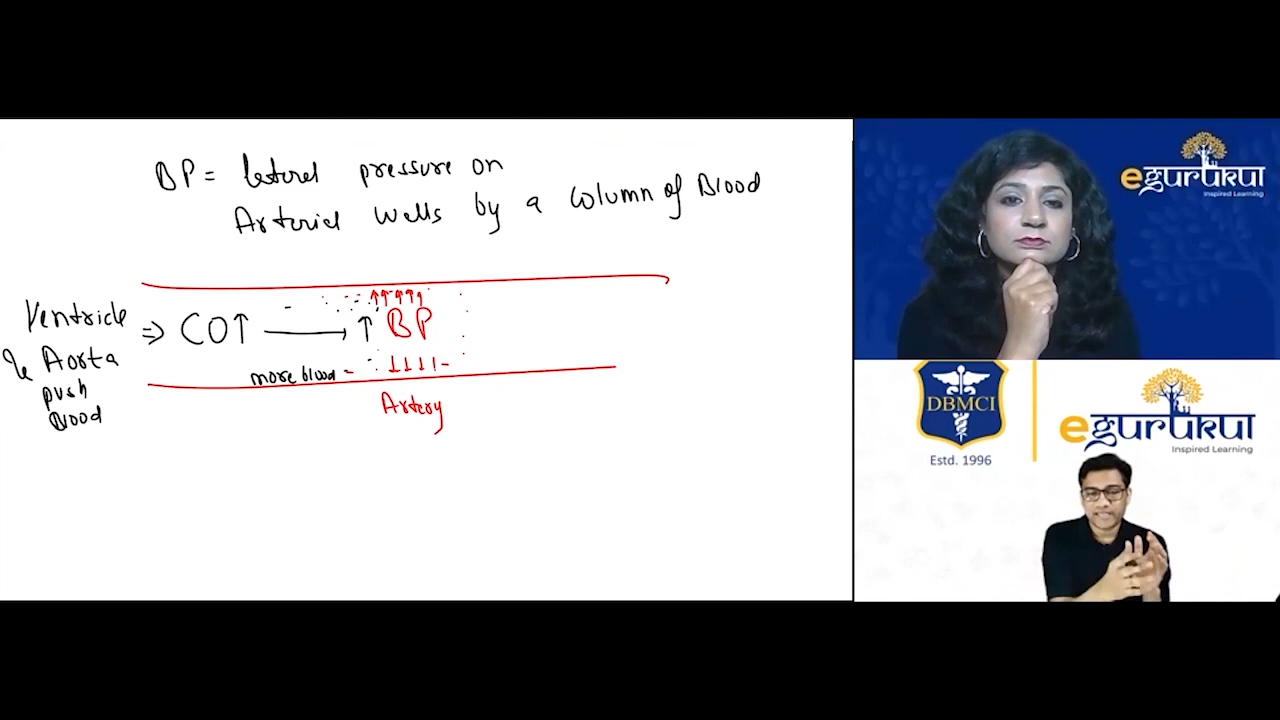 BP = lateral pressure on
Arterial walls by a column of Blood
Ventricle
& Aorta
push
Blood
⇒ CO↑ ⟶ ↑ BP
more blood
Artery
egurukul
Inspired Learning
DBMCI
Estd. 1996
egurukul
Inspired Learning